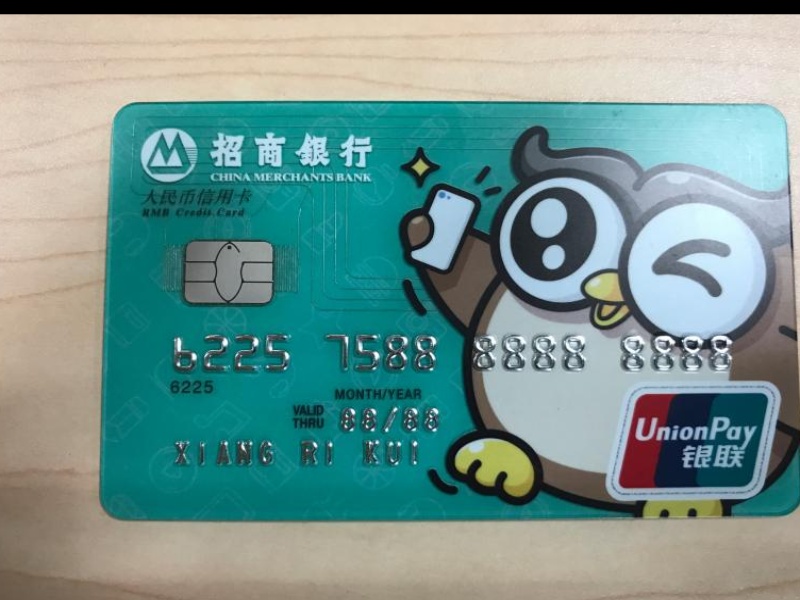 招商銀行
CHINA MERCHANTS BANK
人民币信用卡
RMB Credit Card
6225 7588 8888 8888
6225
MONTH/YEAR
VALID THRU 88/88
XIANG RI KUI
UnionPay
银联